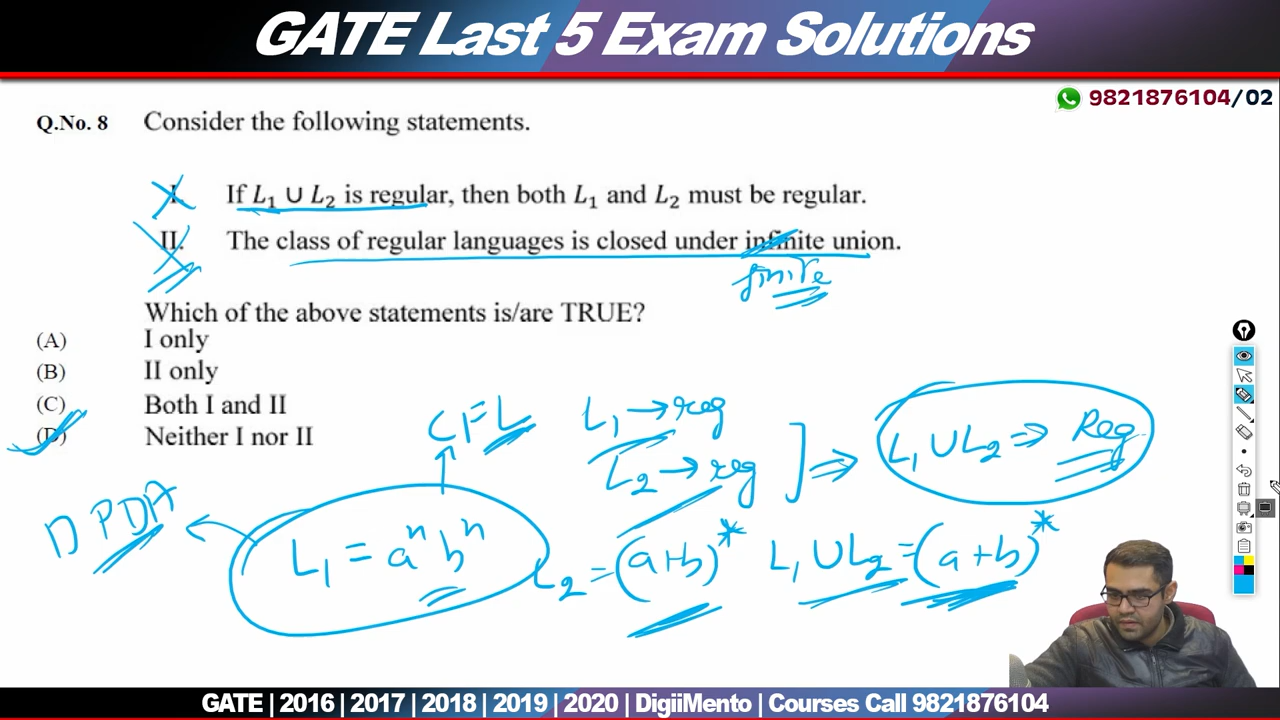 GATE Last 5 Exam Solutions
9821876104/02
Q.No. 8 Consider the following statements.
I. If L₁ ∪ L₂ is regular, then both L₁ and L₂ must be regular.
II. The class of regular languages is closed under infinite union.
finite
Which of the above statements is/are TRUE?
(A) I only
(B) II only
(C) Both I and II
(D) Neither I nor II
L₁ → reg
L₂ → reg ] ⇒ L₁ ∪ L₂ ⇒ Reg
DPDA
L₁ = aⁿbⁿ L₂ = (a+b)* L₁ ∪ L₂ = (a+b)*
GATE | 2016 | 2017 | 2018 | 2019 | 2020 | DigiiMento | Courses Call 9821876104